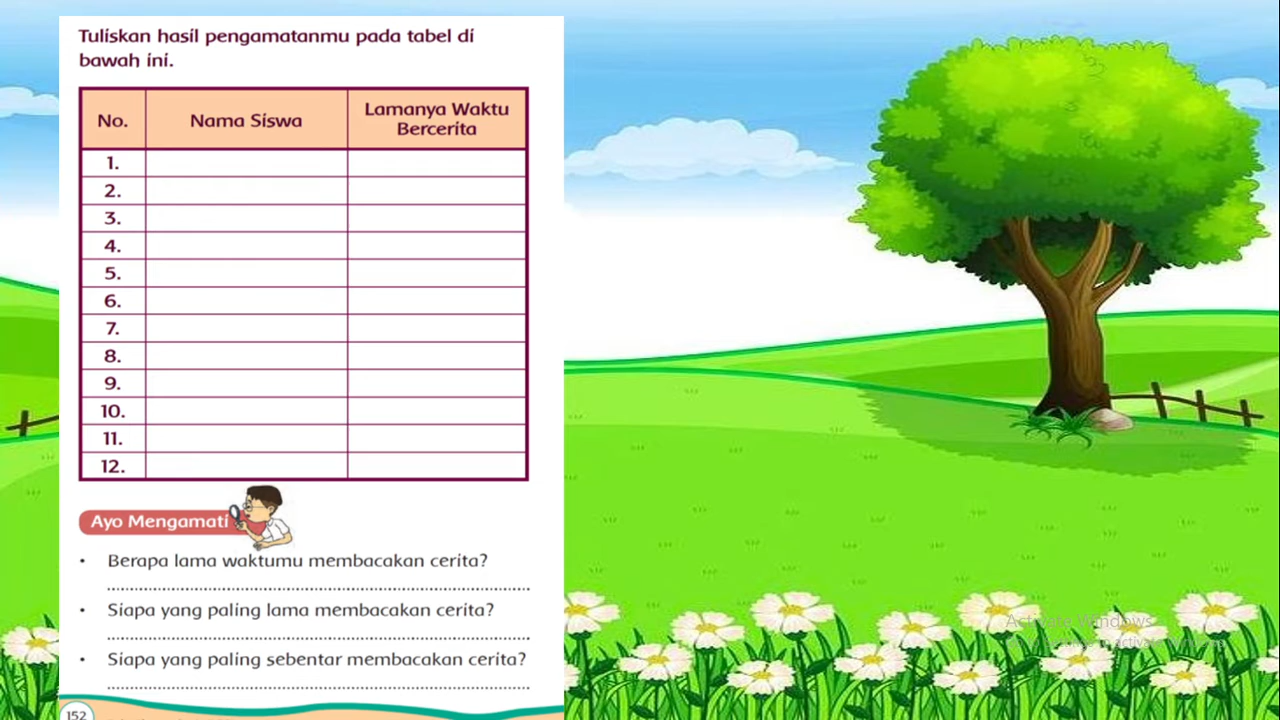 Tuliskan hasil pengamatanmu pada tabel di
bawah ini.
No.
Nama Siswa
Lamanya Waktu
Bercerita
1.
2.
3.
4.
5.
6.
7.
8.
9.
10.
11.
12.
Ayo Mengamati
• Berapa lama waktumu membacakan cerita?
• Siapa yang paling lama membacakan cerita?
• Siapa yang paling sebentar membacakan cerita?
152
Activate Windows